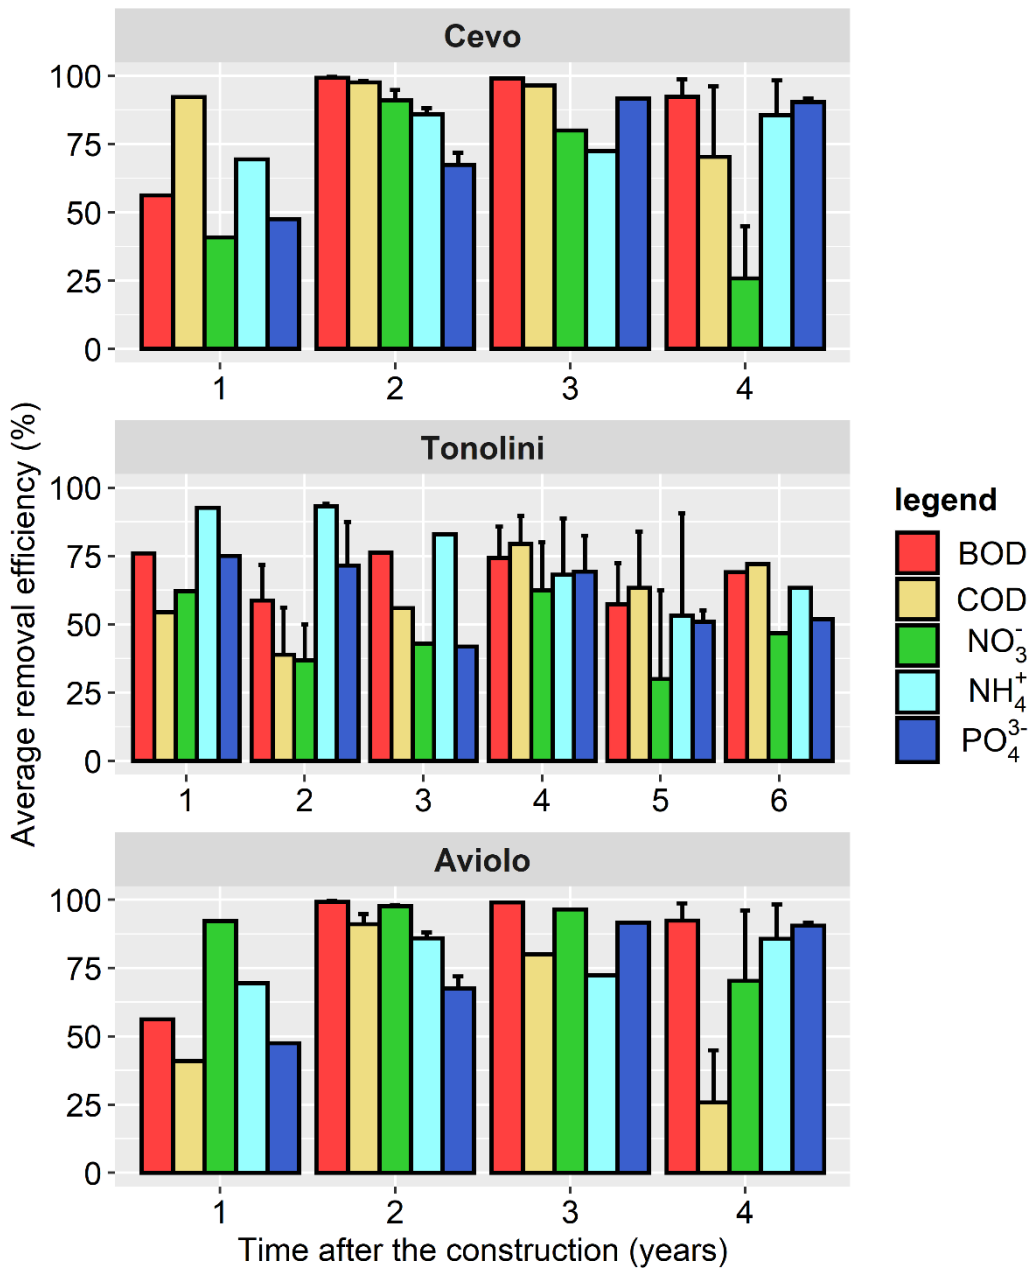 Cevo
100
75
50
25
0
1 2 3 4
Average removal efficiency (%)
Tonolini
100
75
50
25
0
1 2 3 4 5 6
legend
BOD
COD
NO₃⁻
NH₄⁺
PO₄³⁻
Aviolo
100
75
50
25
0
1 2 3 4
Time after the construction (years)